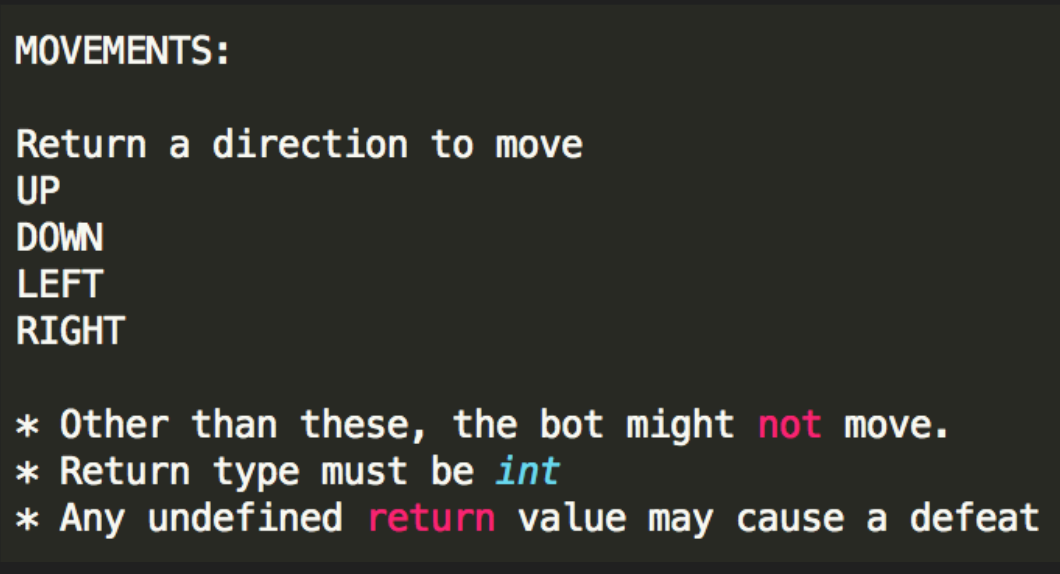 MOVEMENTS:
Return a direction to move
UP
DOWN
LEFT
RIGHT
* Other than these, the bot might not move.
* Return type must be int
* Any undefined return value may cause a defeat